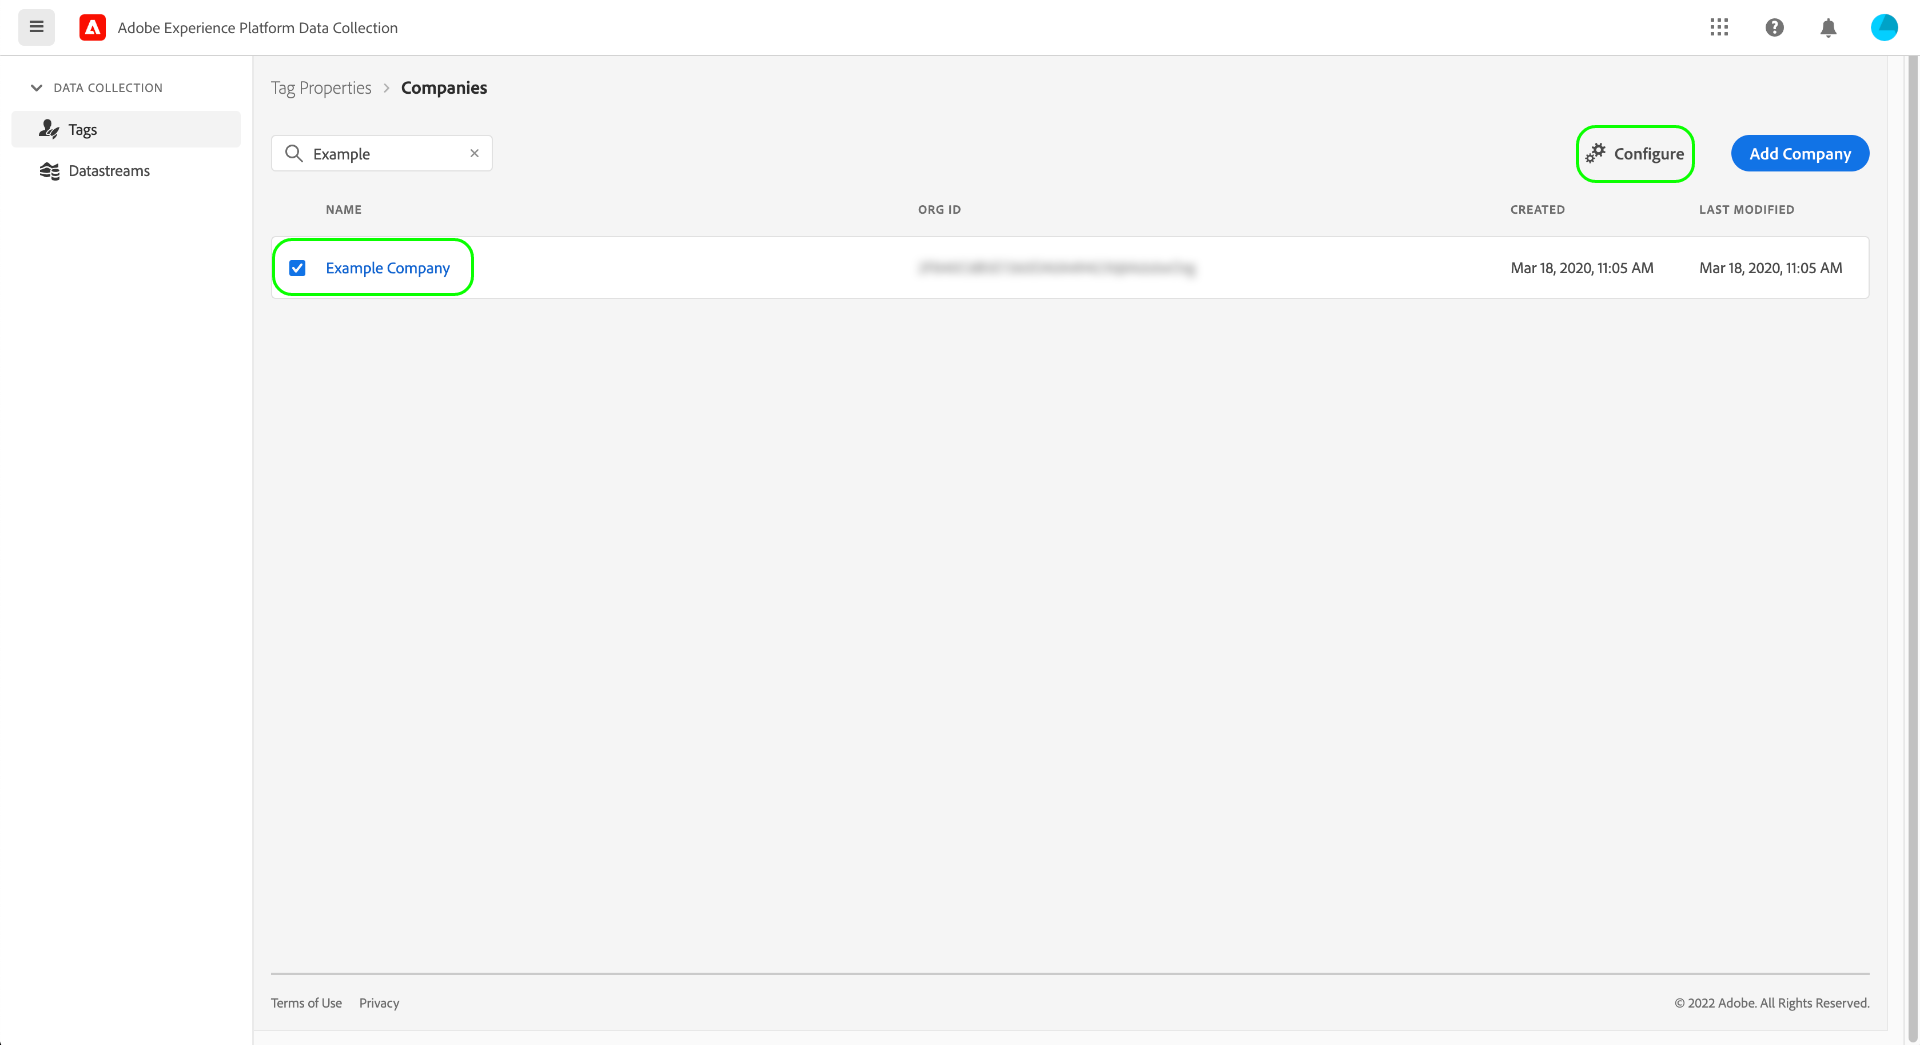 Adobe Experience Platform Data Collection
DATA COLLECTION
Tags
Datastreams
Tag Properties > Companies
Example
Configure
Add Company
NAME ORG ID CREATED LAST MODIFIED
Example Company Mar 18, 2020, 11:05 AM Mar 18, 2020, 11:05 AM
Terms of Use Privacy © 2022 Adobe. All Rights Reserved.